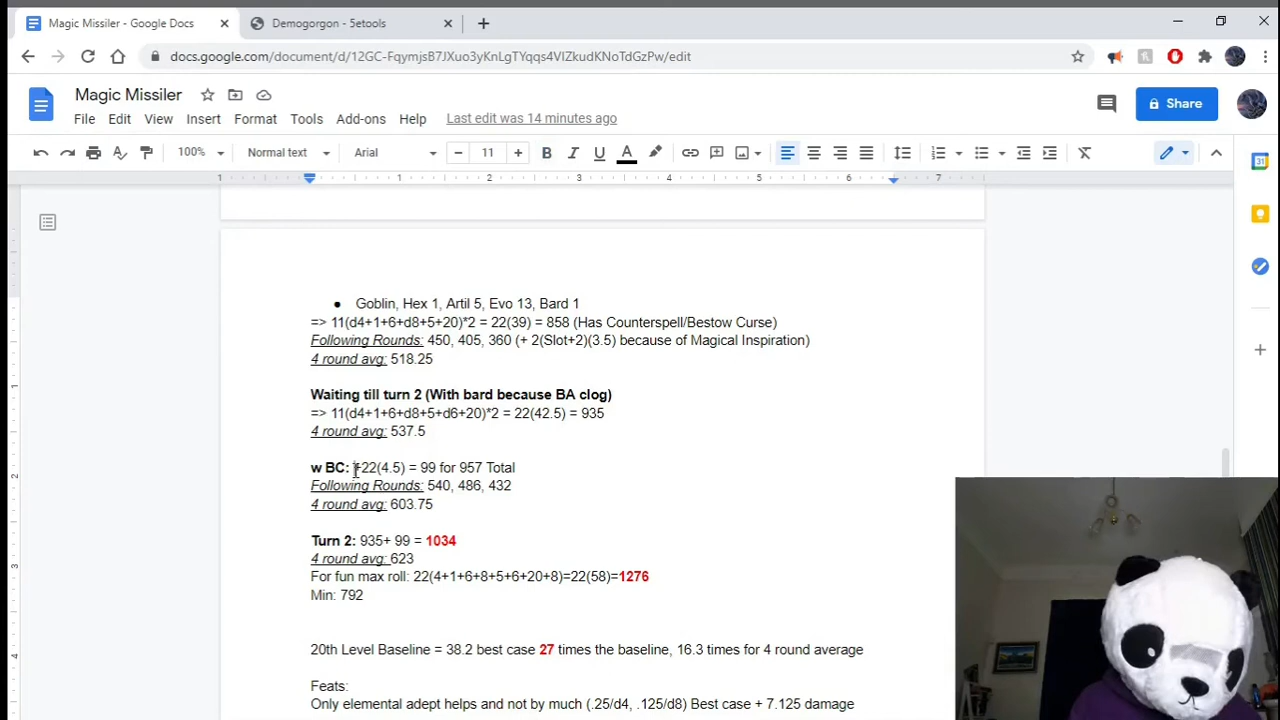 Magic Missiler - Google Docs
Demogorgon - 5etools
docs.google.com/document/d/12GC-FqymjsB7JXuo3yKnLgTYqqs4VIZkudKNoTdGzPw/edit
Magic Missiler
Share
File Edit View Insert Format Tools Add-ons Help Last edit was 14 minutes ago
100% Normal text Arial 11 B I U A
1 1 2 3 4 5 6 7
● Goblin, Hex 1, Artil 5, Evo 13, Bard 1
=> 11(d4+1+6+d8+5+20)*2 = 22(39) = 858 (Has Counterspell/Bestow Curse)
Following Rounds: 450, 405, 360 (+ 2(Slot+2)(3.5) because of Magical Inspiration)
4 round avg: 518.25
Waiting till turn 2 (With bard because BA clog)
=> 11(d4+1+6+d8+5+d6+20)*2 = 22(42.5) = 935
4 round avg: 537.5
w BC: +22(4.5) = 99 for 957 Total
Following Rounds: 540, 486, 432
4 round avg: 603.75
Turn 2: 935+ 99 = 1034
4 round avg: 623
For fun max roll: 22(4+1+6+8+5+6+20+8)=22(58)=1276
Min: 792
20th Level Baseline = 38.2 best case 27 times the baseline, 16.3 times for 4 round average
Feats:
Only elemental adept helps and not by much (.25/d4, .125/d8) Best case + 7.125 damage